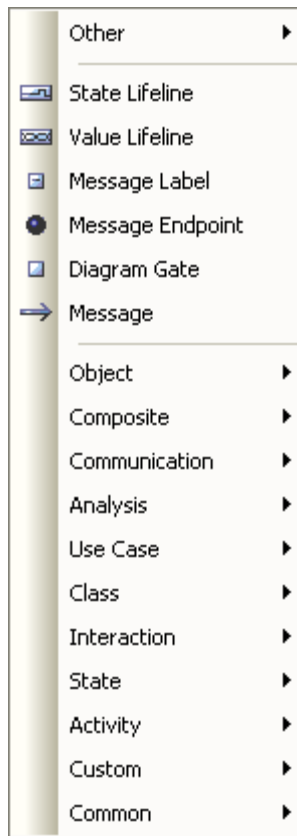 Other
State Lifeline
Value Lifeline
Message Label
Message Endpoint
Diagram Gate
Message
Object
Composite
Communication
Analysis
Use Case
Class
Interaction
State
Activity
Custom
Common